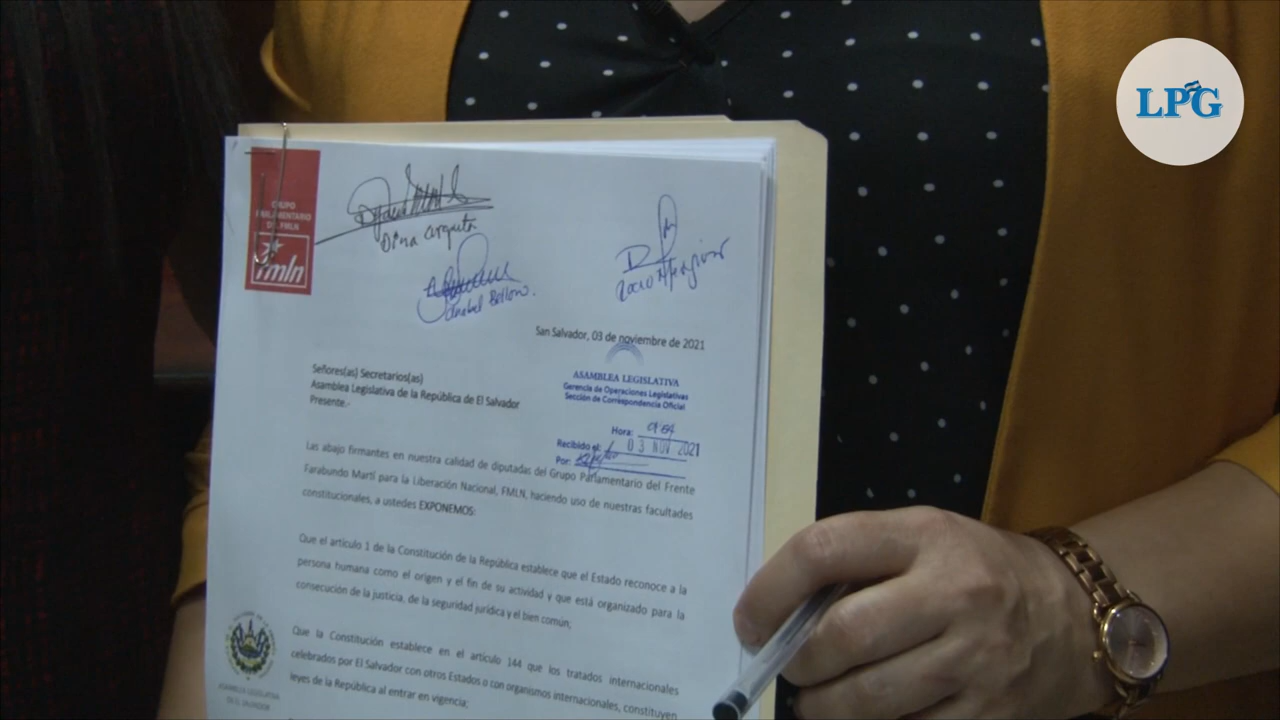 LPG
GRUPO
PARLAMENTARIO
DEL FMLN
fmln
Dina Argueta
Anabel Belloso.
San Salvador, 03 de noviembre de 2021
ASAMBLEA LEGISLATIVA
Gerencia de Operaciones Legislativas
Sección de Correspondencia Oficial
Señores(as) Secretarios(as)
Asamblea Legislativa de la República de El Salvador
Presente.-
Hora:
Recibido el: 03 NOV 2021
Por:
Las abajo firmantes en nuestra calidad de diputadas del Grupo Parlamentario del Frente
Farabundo Martí para la Liberación Nacional, FMLN, haciendo uso de nuestras facultades
constitucionales, a ustedes EXPONEMOS:
Que el artículo 1 de la Constitución de la República establece que el Estado reconoce a la
persona humana como el origen y el fin de su actividad y que está organizado para la
consecución de la justicia, de la seguridad jurídica y el bien común,
Que la Constitución establece en el artículo 144 que los tratados internacionales
celebrados por El Salvador con otros Estados o con organismos internacionales, constituyen
leyes de la República al entrar en vigencia;
ASAMBLEA LEGISLATIVA
DE EL SALVADOR